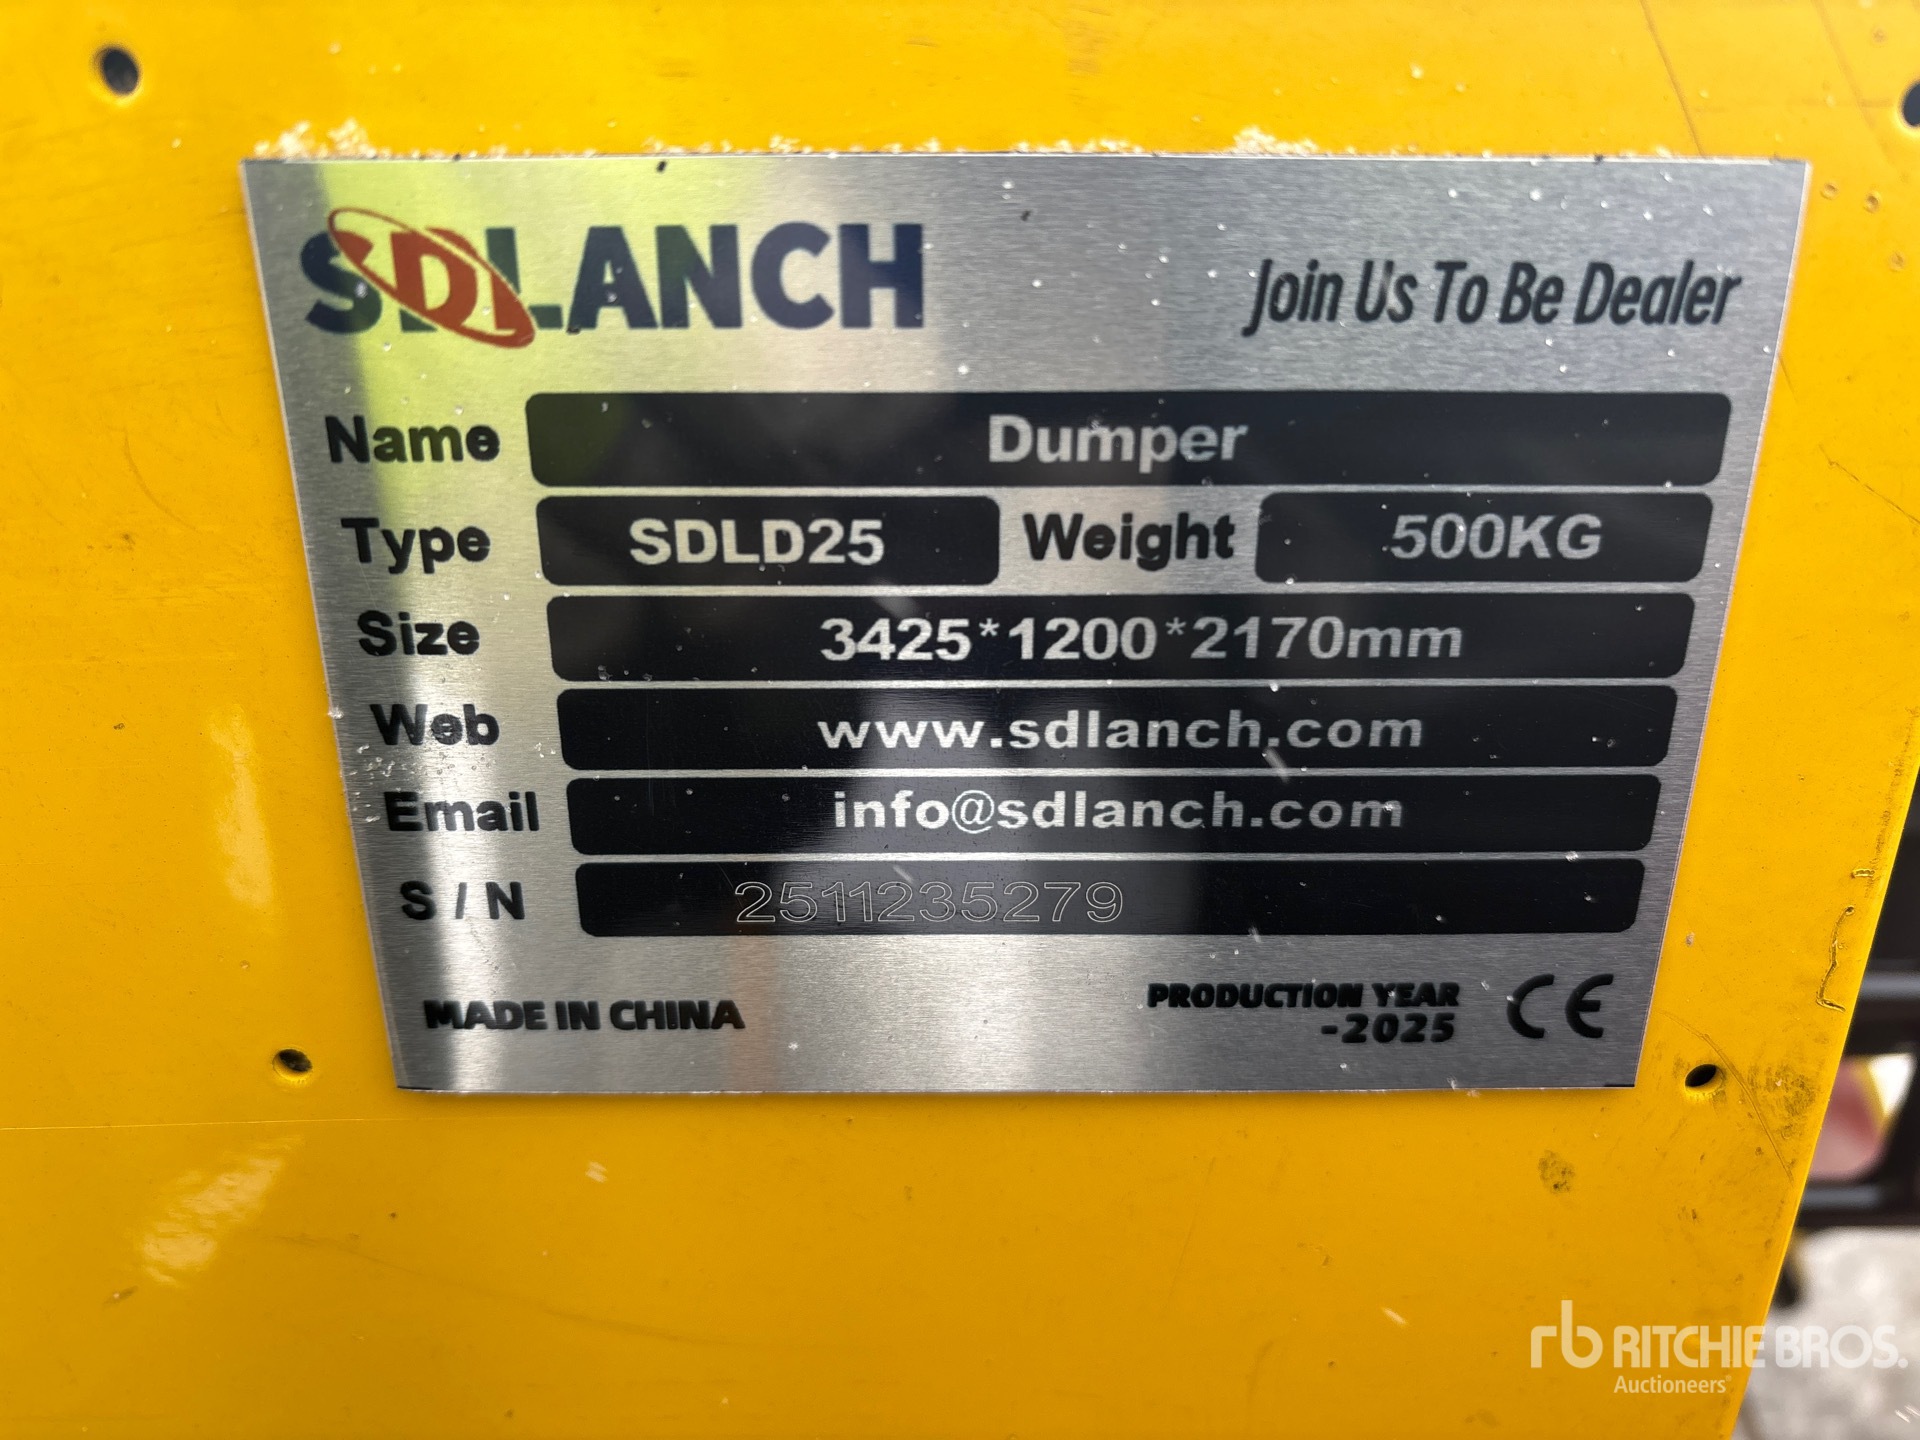 SDLANCH
Join Us To Be Dealer
Name Dumper
Type SDLD25 Weight 500KG
Size 3425*1200*2170mm
Web www.sdlanch.com
Email info@sdlanch.com
S/N 2511235279
MADE IN CHINA
PRODUCTION YEAR
-2025
CE
rb RITCHIE BROS.
Auctioneers